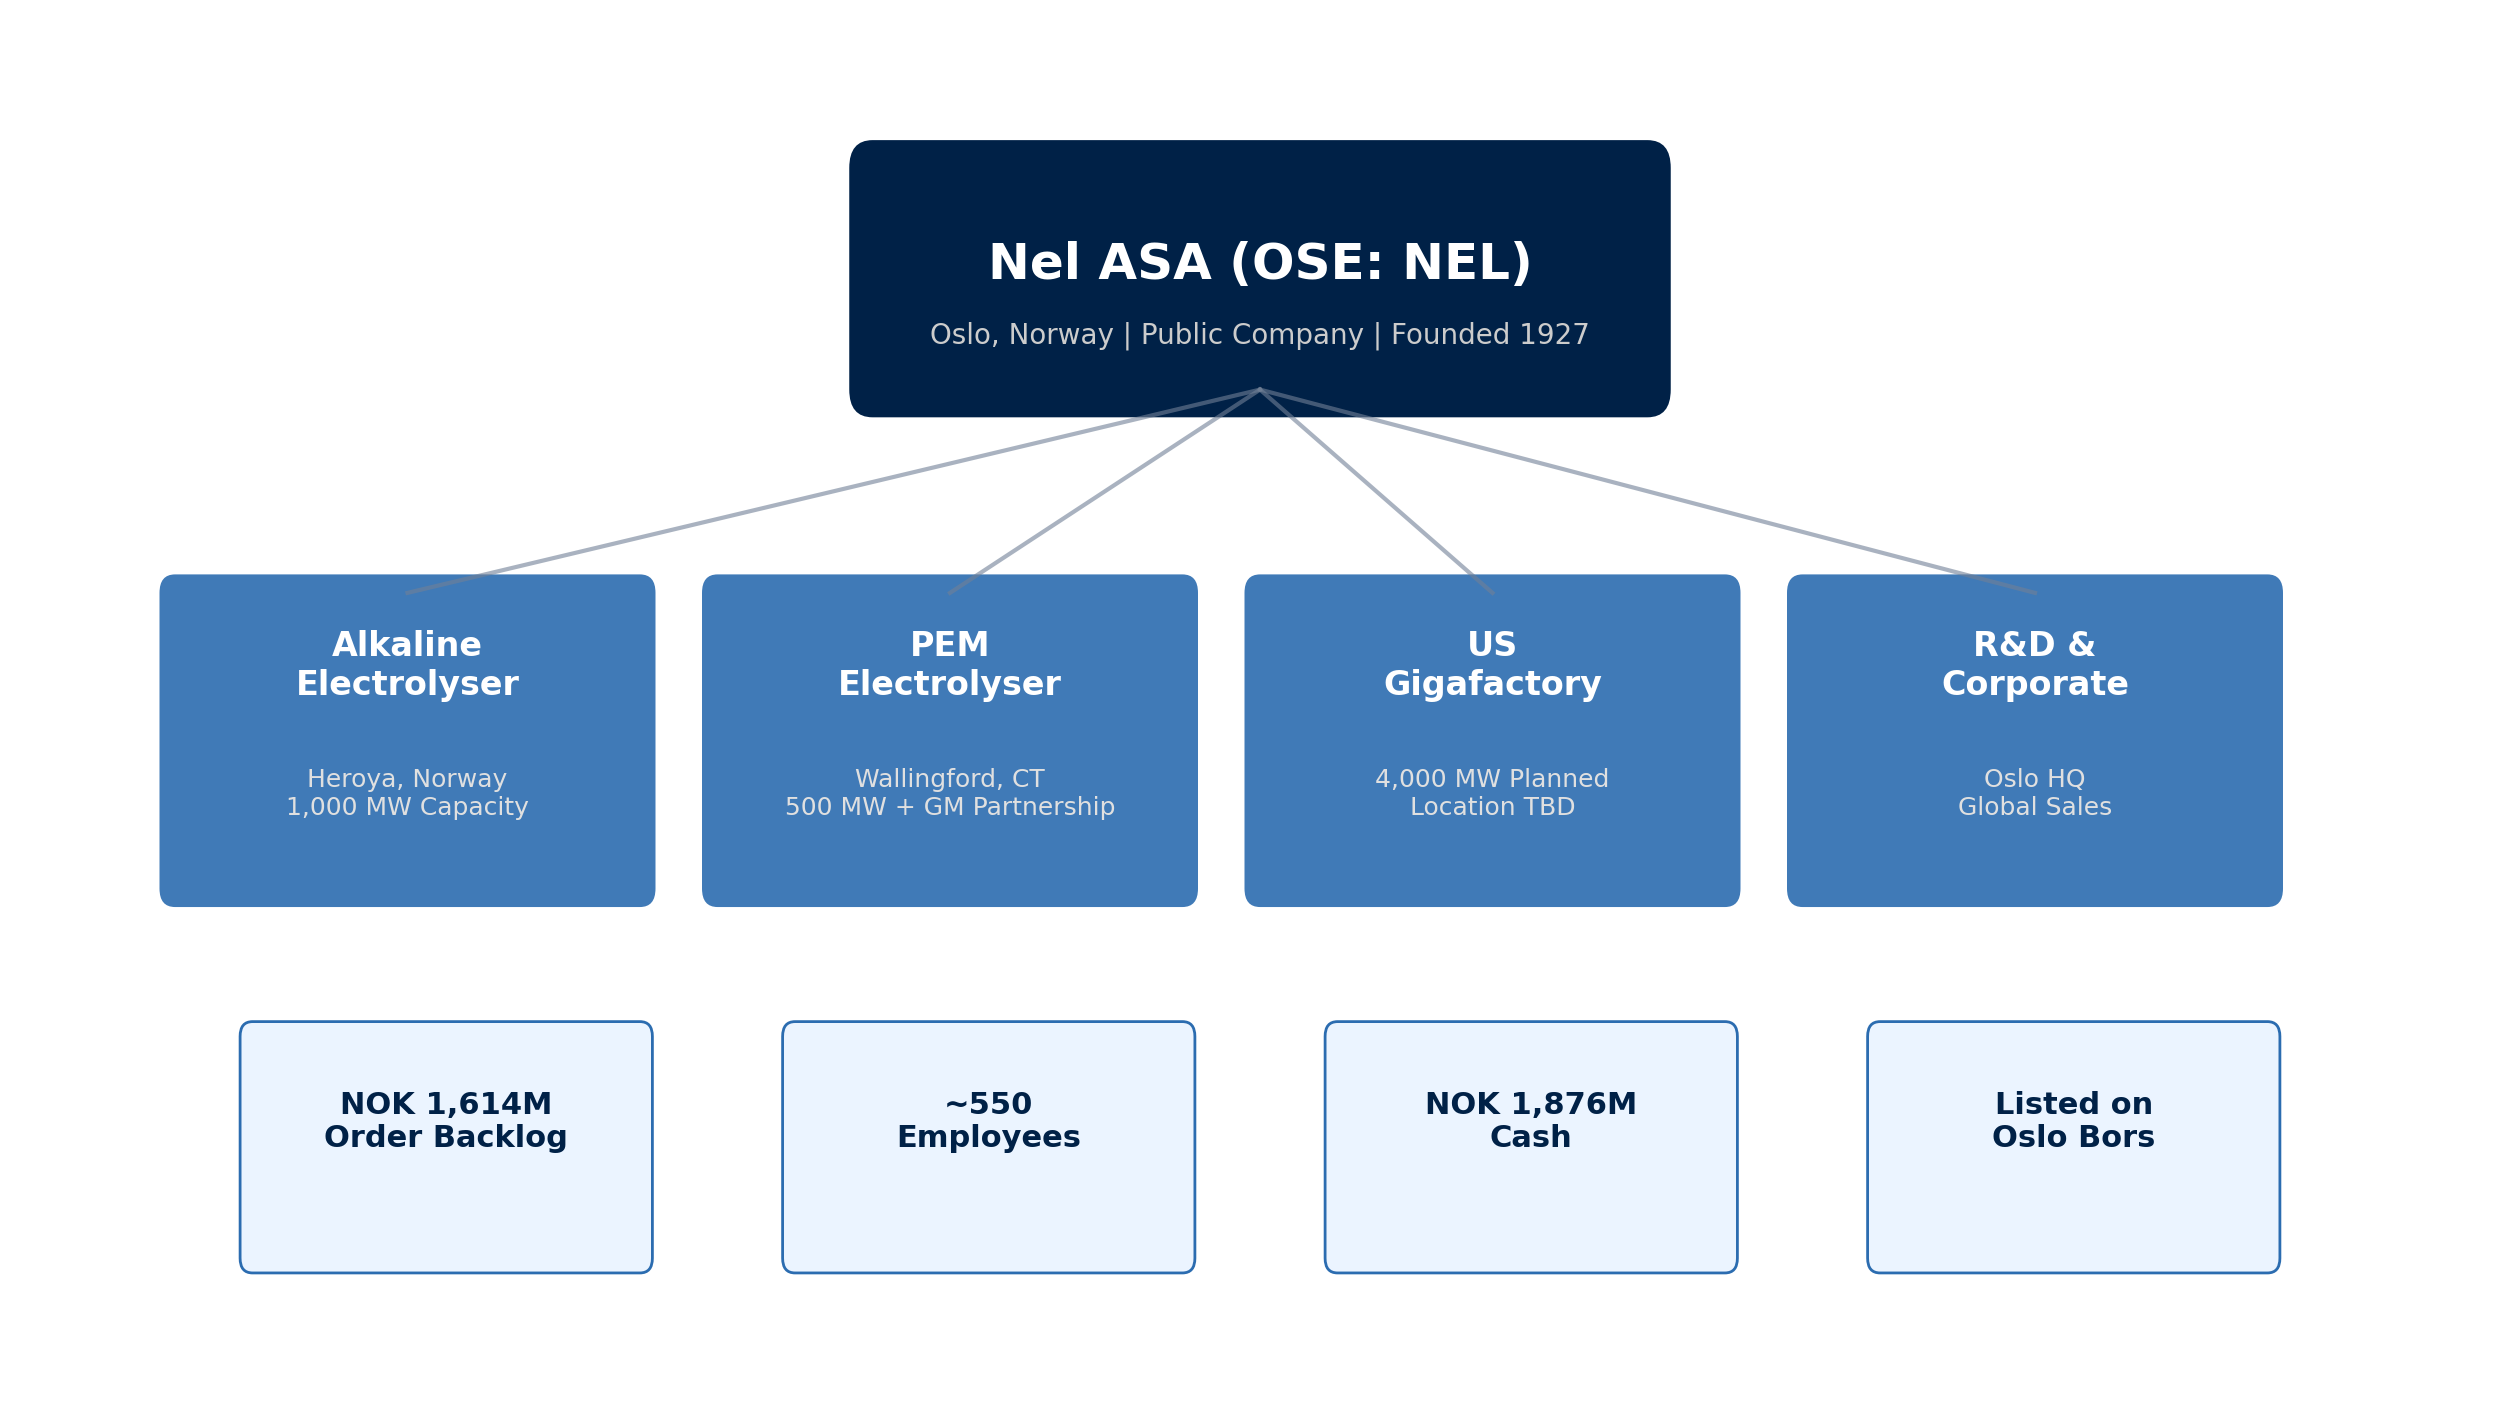 Nel ASA (OSE: NEL)
Oslo, Norway | Public Company | Founded 1927
Alkaline
Electrolyser
Heroya, Norway
1,000 MW Capacity
PEM
Electrolyser
Wallingford, CT
500 MW + GM Partnership
US
Gigafactory
4,000 MW Planned
Location TBD
R&D &
Corporate
Oslo HQ
Global Sales
NOK 1,614M
Order Backlog
~550
Employees
NOK 1,876M
Cash
Listed on
Oslo Bors